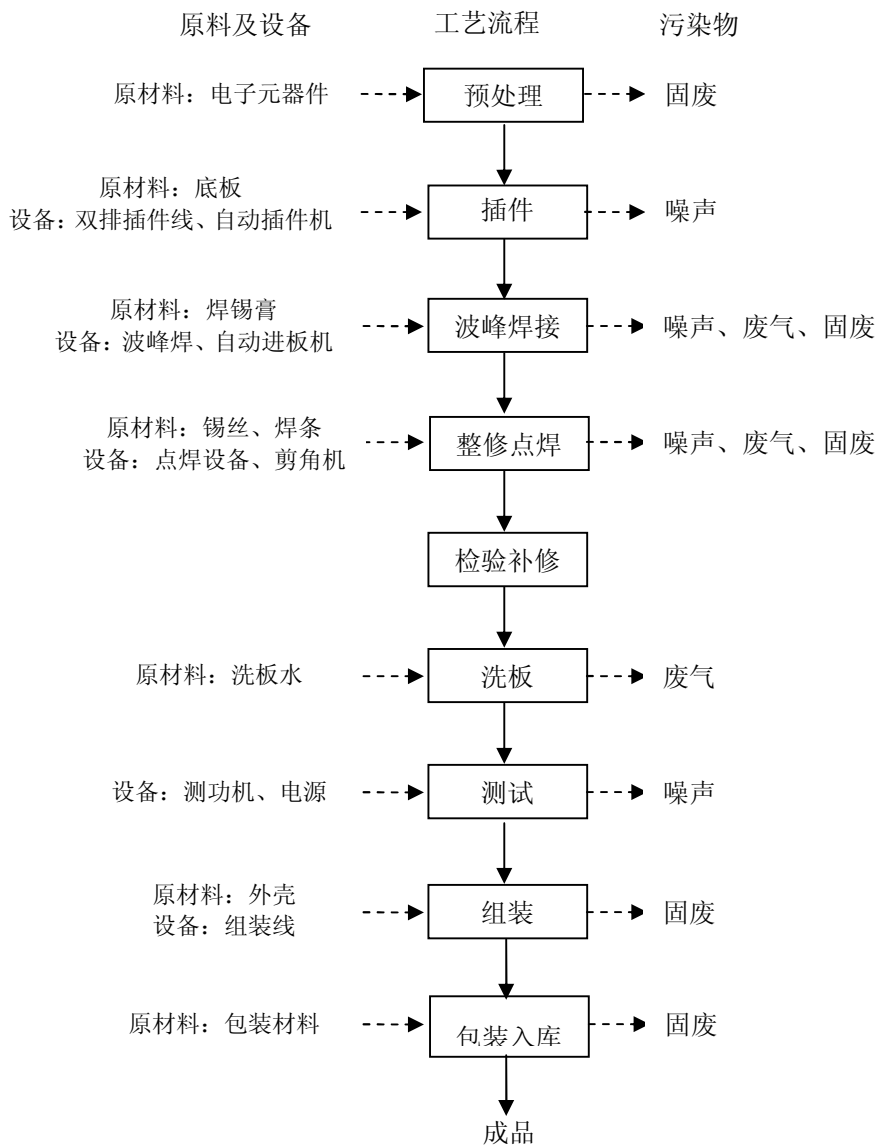 原料及设备 工艺流程 污染物
原材料：电子元器件 预处理 固废
原材料：底板
设备：双排插件线、自动插件机 插件 噪声
原材料：焊锡膏
设备：波峰焊、自动进板机 波峰焊接 噪声、废气、固废
原材料：锡丝、焊条
设备：点焊设备、剪角机 整修点焊 噪声、废气、固废
检验补修
原材料：洗板水 洗板 废气
设备：测功机、电源 测试 噪声
原材料：外壳
设备：组装线 组装 固废
原材料：包装材料 包装入库 固废
成品